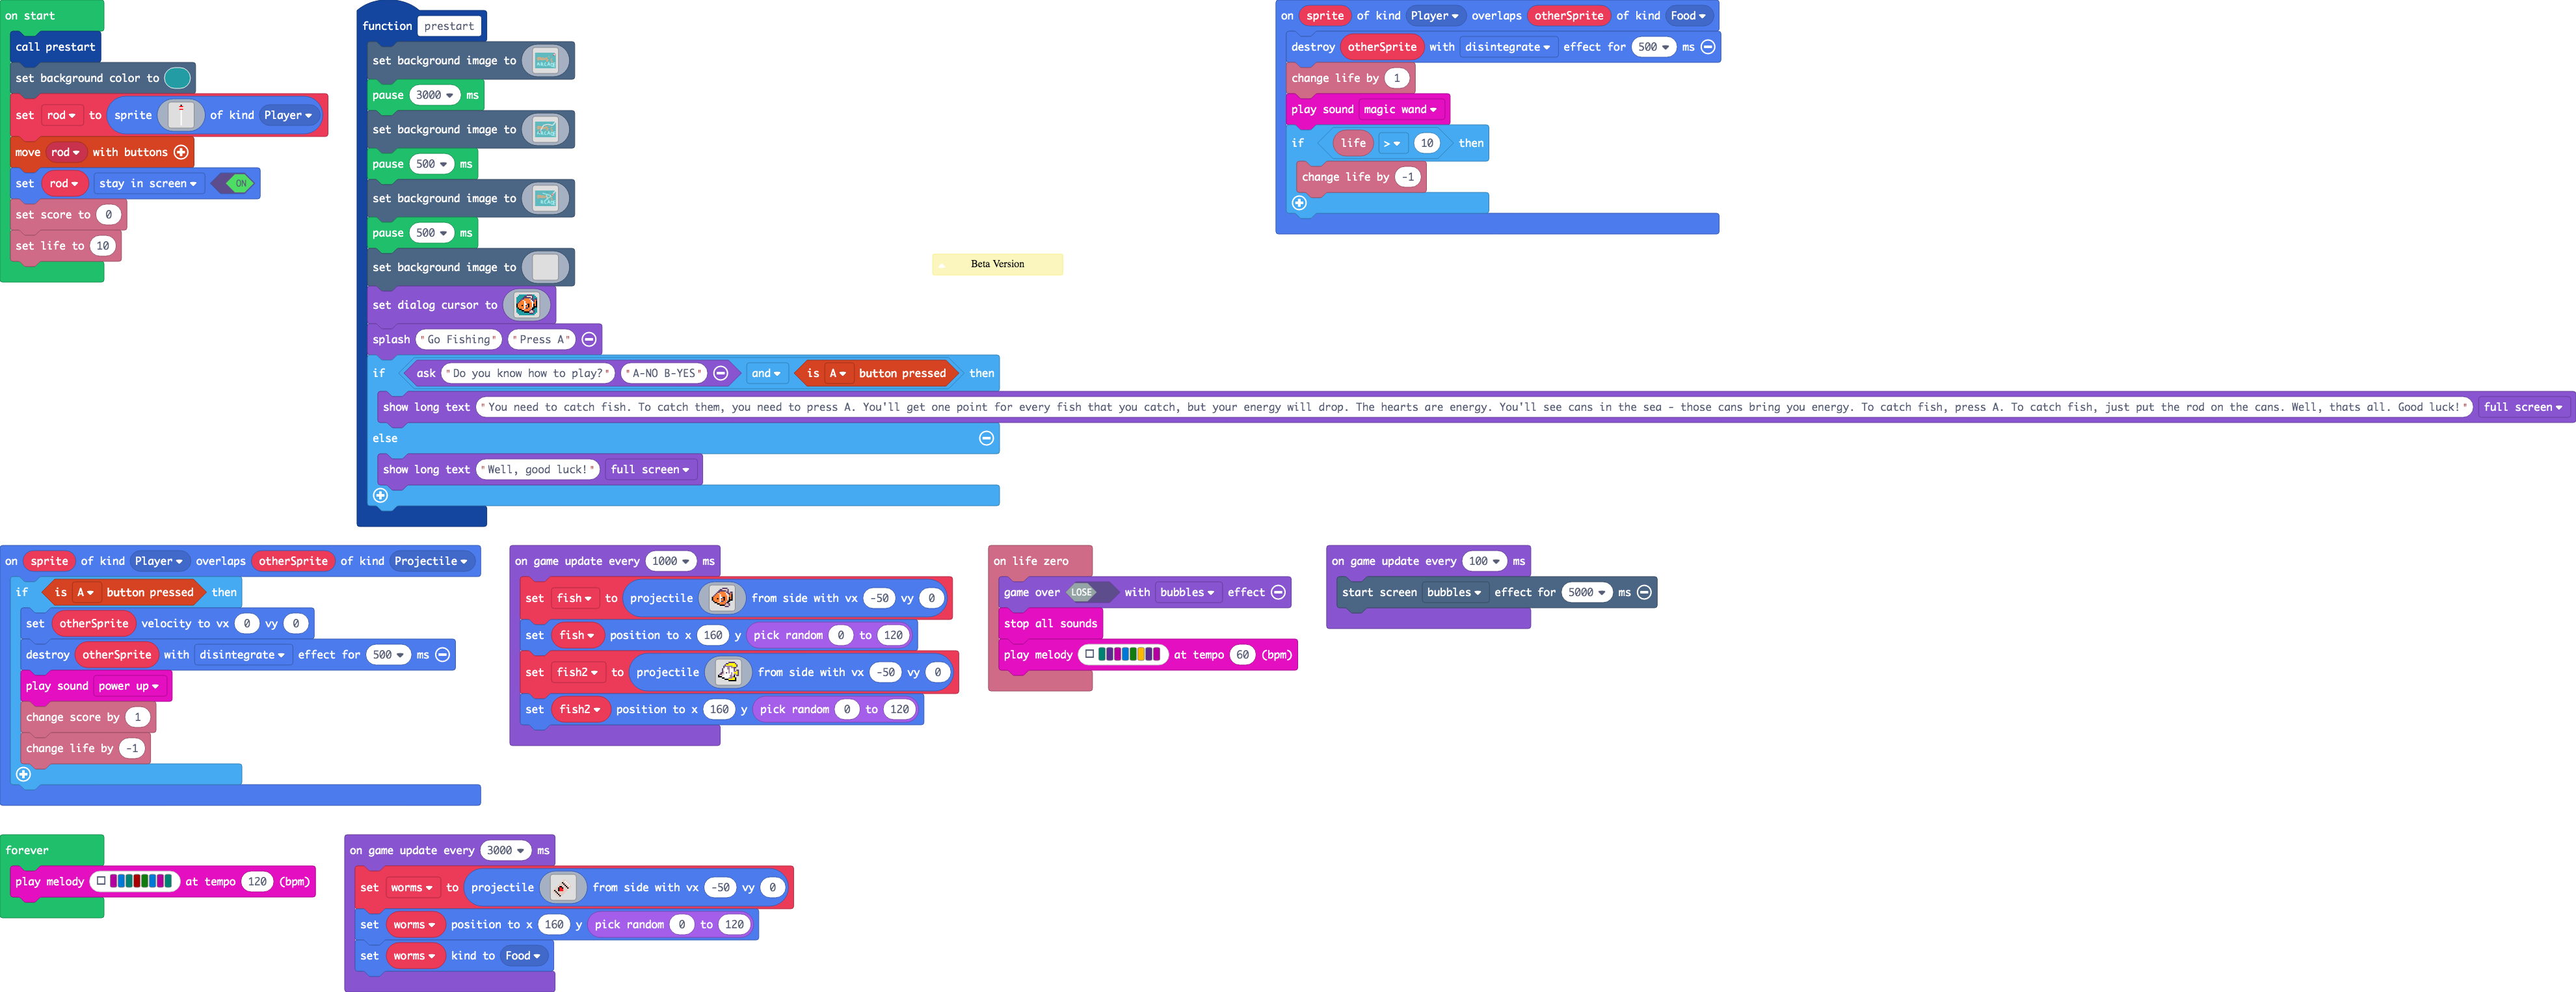 on start
call prestart
set background color to
set rod to sprite of kind Player
move rod with buttons
set rod stay in screen ON
set score to 0
set life to 10
function prestart
set background image to
pause 3000 ms
set background image to
pause 500 ms
set background image to
pause 500 ms
set background image to
set dialog cursor to
splash "Go Fishing" "Press A"
if ask "Do you know how to play?" "A-NO B-YES" and is A button pressed then
show long text "You need to catch fish. To catch them, you need to press A. You'll get one point for every fish that you catch, but your energy will drop. The hearts are energy. You'll see cans in the sea - those cans bring you energy. To catch fish, press A. To catch fish, just put the rod on the cans. Well, thats all. Good luck!" full screen
else
show long text "Well, good luck!" full screen
Beta Version
on sprite of kind Player overlaps otherSprite of kind Food
destroy otherSprite with disintegrate effect for 500 ms
change life by 1
play sound magic wand
if life > 10 then
change life by -1
on sprite of kind Player overlaps otherSprite of kind Projectile
if is A button pressed then
set otherSprite velocity to vx 0 vy 0
destroy otherSprite with disintegrate effect for 500 ms
play sound power up
change score by 1
change life by -1
on game update every 1000 ms
set fish to projectile from side with vx -50 vy 0
set fish position to x 160 y pick random 0 to 120
set fish2 to projectile from side with vx -50 vy 0
set fish2 position to x 160 y pick random 0 to 120
on life zero
game over LOSE with bubbles effect
stop all sounds
play melody at tempo 60 (bpm)
on game update every 100 ms
start screen bubbles effect for 5000 ms
forever
play melody at tempo 120 (bpm)
on game update every 3000 ms
set worms to projectile from side with vx -50 vy 0
set worms position to x 160 y pick random 0 to 120
set worms kind to Food